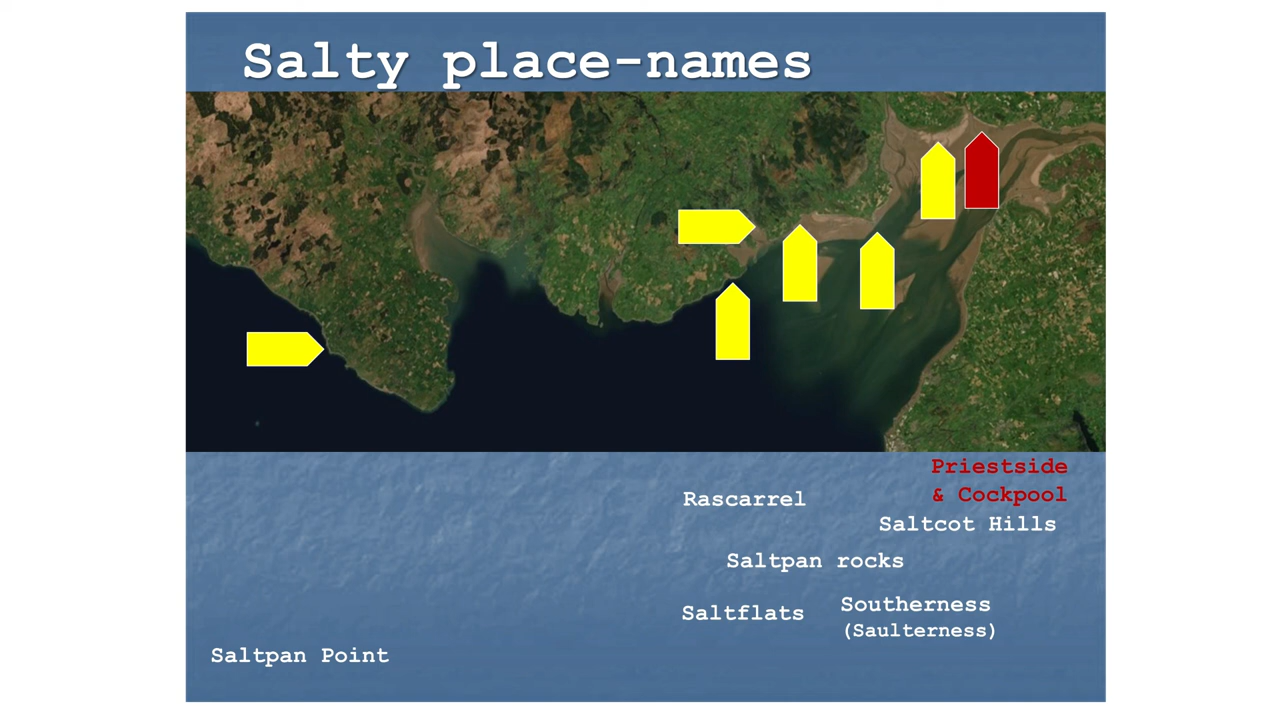 Salty place-names
Priestside
& Cockpool
Rascarrel
Saltcot Hills
Saltpan rocks
Saltflats
Southerness
(Saulterness)
Saltpan Point